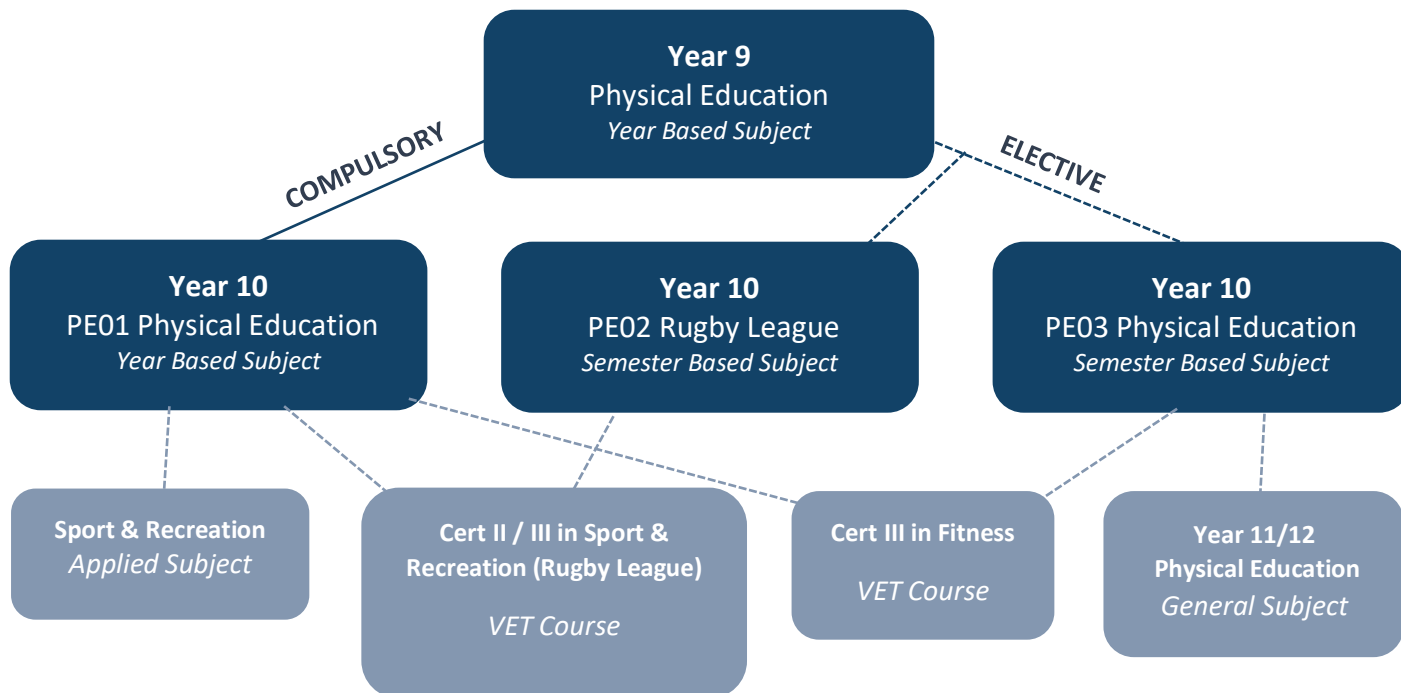 Year 9
Physical Education
Year Based Subject
COMPULSORY
ELECTIVE
Year 10
PE01 Physical Education
Year Based Subject
Year 10
PE02 Rugby League
Semester Based Subject
Year 10
PE03 Physical Education
Semester Based Subject
Sport & Recreation
Applied Subject
Cert II / III in Sport &
Recreation (Rugby League)
VET Course
Cert III in Fitness
VET Course
Year 11/12
Physical Education
General Subject